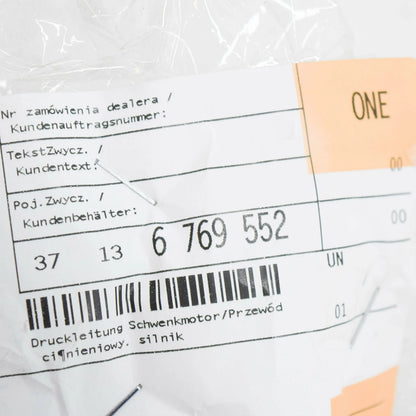 Nr zamówienia dealera /
Kundenauftragsnummer:
ONE
TekstZwycz. /
Kundentext:
00
Poj.Zwycz. /
Kundenbehälter:
00
37 13 6 769 552
UN
01
Druckleitung Schwenkmotor/Przewód
ci¶nieniowy. silnik